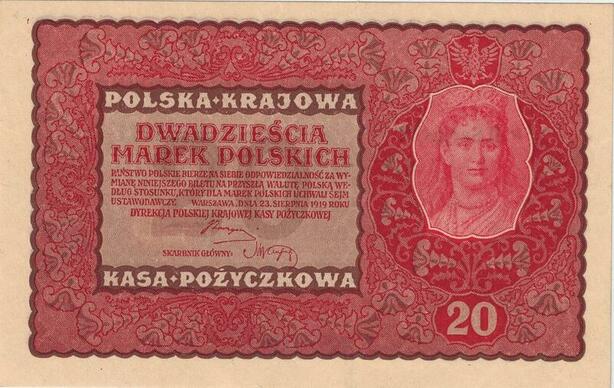 POLSKA KRAJOWA
DWADZIEŚCIA
MAREK POLSKICH
PAŃSTWO POLSKIE BIERZE NA SIEBIE ODPOWIEDZIALNOŚĆ ZA WY-
MIANĘ NINIEJSZEGO BILETU NA PRZYSZŁĄ WALUTĘ POLSKĄ WE-
DŁUG STOSUNKU, KTÓRY DLA MAREK POLSKICH UCHWALI SEJM
USTAWODAWCZY. WARSZAWA, DNIA 23. SIERPNIA 1919 ROKU
DYREKCJA POLSKIEJ KRAJOWEJ KASY POŻYCZKOWEJ
SKARBNIK GŁÓWNY:
KASA POŻYCZKOWA
20